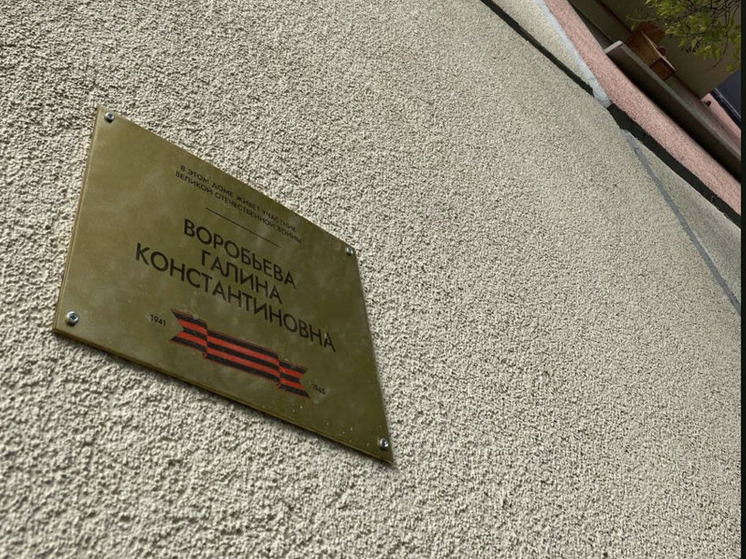 В ЭТОМ ДОМЕ ЖИВЕТ УЧАСТНИК
ВЕЛИКОЙ ОТЕЧЕСТВЕННОЙ ВОЙНЫ
ВОРОБЬЕВА
ГАЛИНА
КОНСТАНТИНОВНА
1941
1945